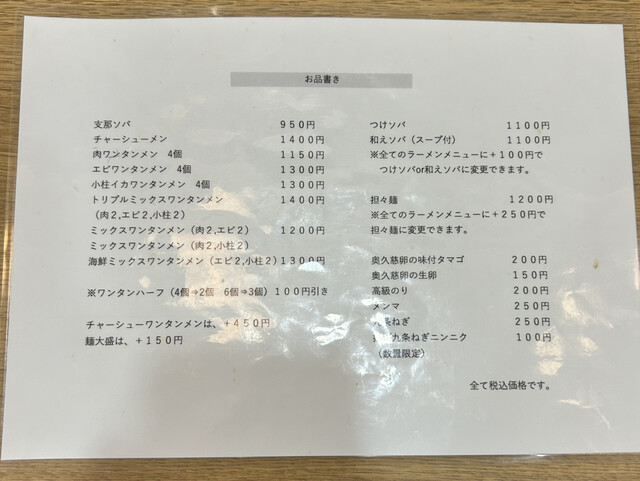 お品書き
支那ソバ 950円
チャーシューメン 1400円
肉ワンタンメン 4個 1150円
エビワンタンメン 4個 1300円
小柱イカワンタンメン 4個 1300円
トリプルミックスワンタンメン 1400円
(肉2,エビ2,小柱2)
ミックスワンタンメン(肉2,エビ2) 1200円
ミックスワンタンメン(肉2,小柱2)
海鮮ミックスワンタンメン(エビ2,小柱2)1300円
※ワンタンハーフ(4個⇒2個 6個⇒3個)100円引き
チャーシューワンタンメンは、+450円
麺大盛は、+150円
つけソバ 1100円
和えソバ(スープ付) 1100円
※全てのラーメンメニューに+100円で
つけソバor和えソバに変更できます。
担々麺 1200円
※全てのラーメンメニューに+250円で
担々麺に変更できます。
奥久慈卵の味付タマゴ 200円
奥久慈卵の生卵 150円
高級のり 200円
メンマ 250円
九条ねぎ 250円
九条ねぎニンニク 100円
(数量限定)
全て税込価格です。